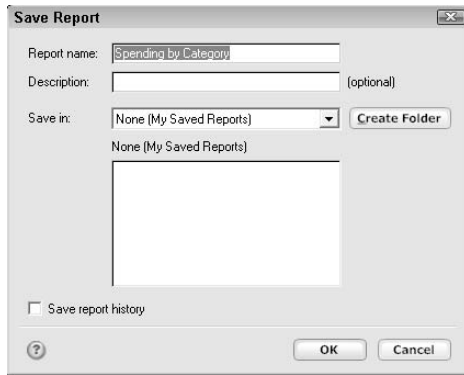 Save Report
Report name: Spending by Category
Description: (optional)
Save in: None (My Saved Reports) Create Folder
None (My Saved Reports)
Save report history
? OK Cancel